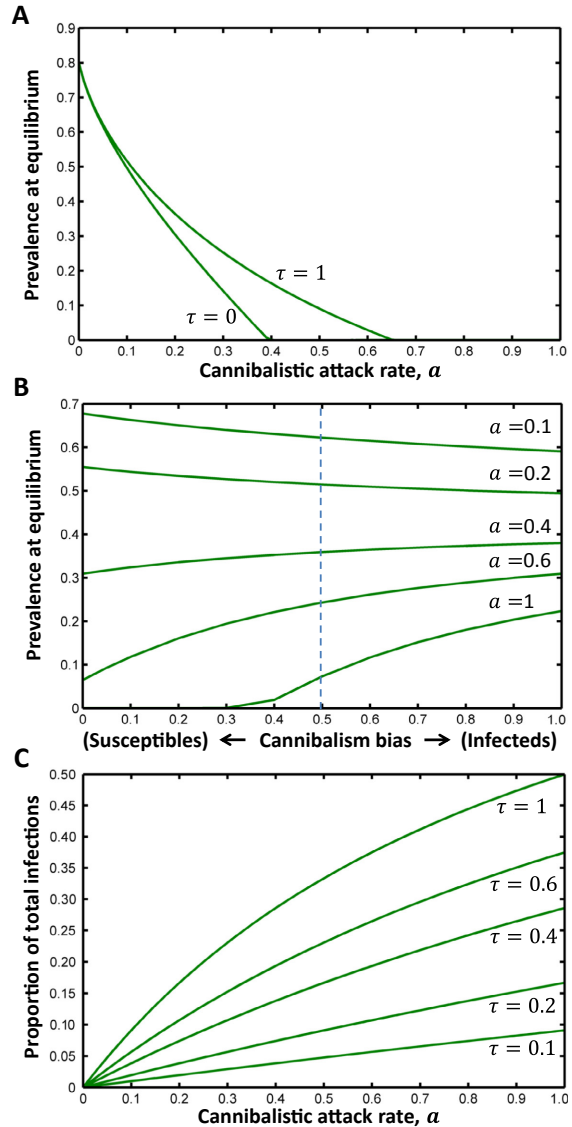 A
Prevalence at equilibrium
0.9
0.8
0.7
0.6
0.5
0.4
0.3
0.2
0.1
0
τ = 1
τ = 0
0 0.1 0.2 0.3 0.4 0.5 0.6 0.7 0.8 0.9 1.0
Cannibalistic attack rate, a
B
Prevalence at equilibrium
0.7
0.6
0.5
0.4
0.3
0.2
0.1
0
a =0.1
a =0.2
a =0.4
a =0.6
a =1
0 0.1 0.2 0.3 0.4 0.5 0.6 0.7 0.8 0.9 1.0
(Susceptibles) ← Cannibalism bias → (Infecteds)
C
Proportion of total infections
0.50
0.45
0.40
0.35
0.30
0.25
0.20
0.15
0.10
0.05
0
τ = 1
τ = 0.6
τ = 0.4
τ = 0.2
τ = 0.1
0 0.1 0.2 0.3 0.4 0.5 0.6 0.7 0.8 0.9 1.0
Cannibalistic attack rate, a